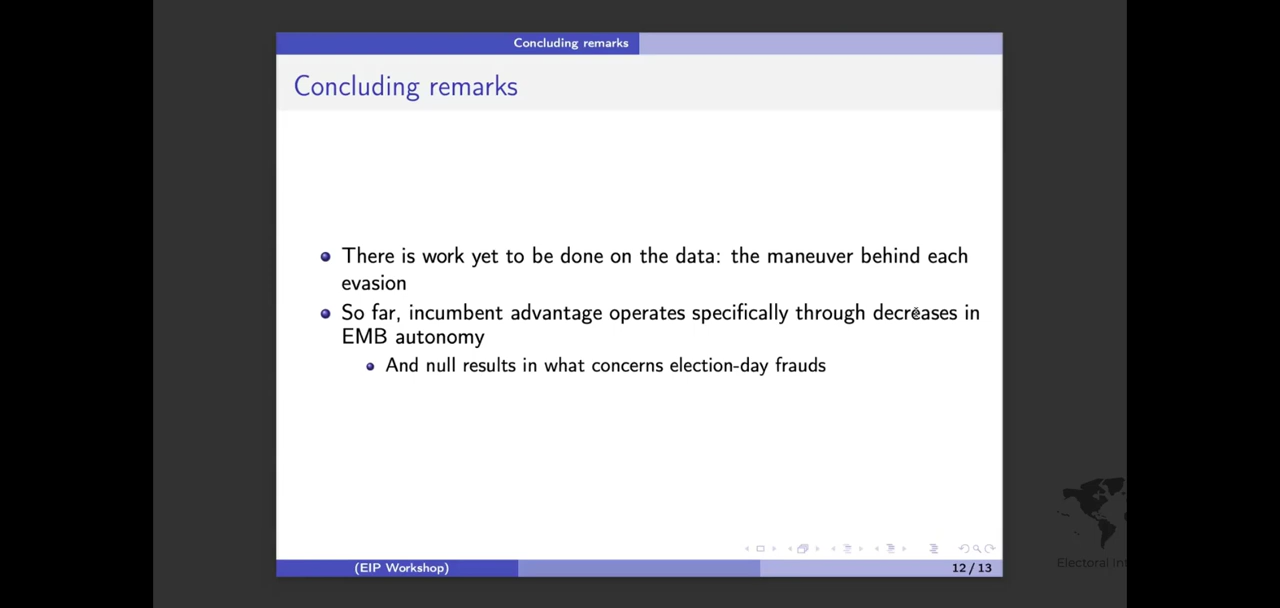 Concluding remarks
Concluding remarks
There is work yet to be done on the data: the maneuver behind each
evasion
So far, incumbent advantage operates specifically through decreases in
EMB autonomy
And null results in what concerns election-day frauds
(EIP Workshop)
12 / 13
Electoral